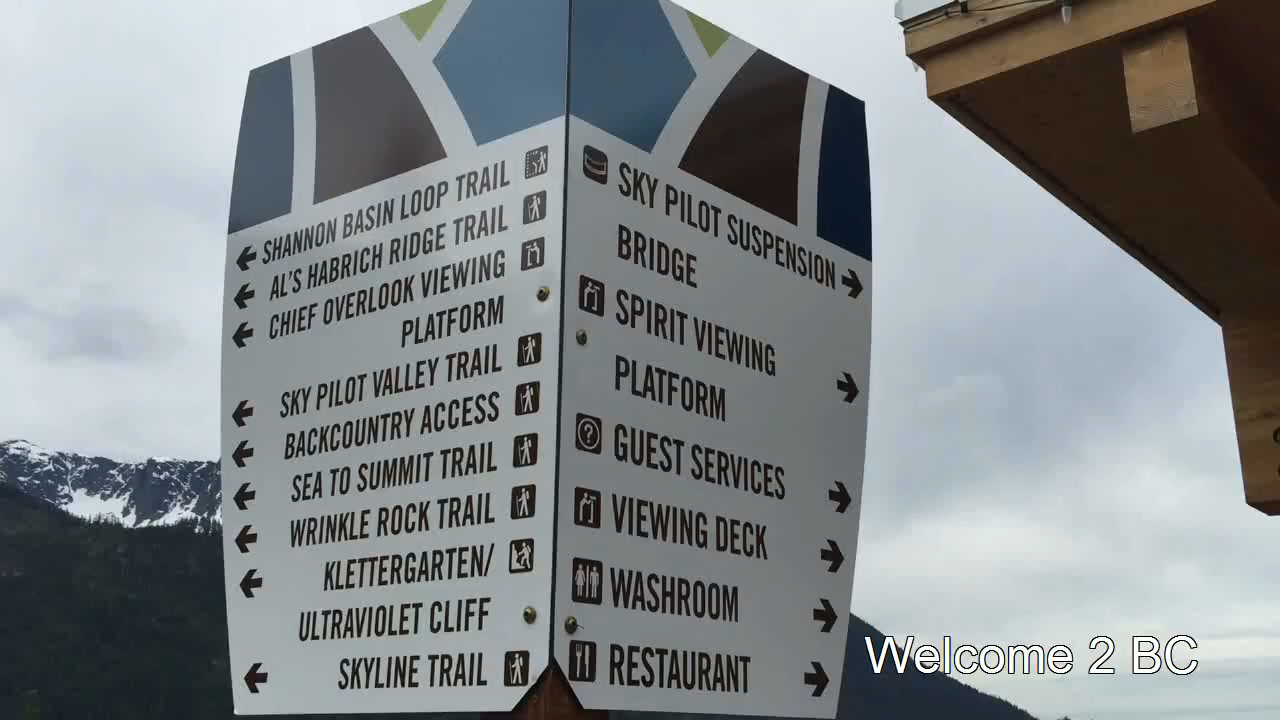 SHANNON BASIN LOOP TRAIL
AL'S HABRICH RIDGE TRAIL
CHIEF OVERLOOK VIEWING
PLATFORM
SKY PILOT VALLEY TRAIL
BACKCOUNTRY ACCESS
SEA TO SUMMIT TRAIL
WRINKLE ROCK TRAIL
KLETTERGARTEN/
ULTRAVIOLET CLIFF
SKYLINE TRAIL
SKY PILOT SUSPENSION
BRIDGE
SPIRIT VIEWING
PLATFORM
? GUEST SERVICES
VIEWING DECK
WASHROOM
RESTAURANT
Welcome 2 BC